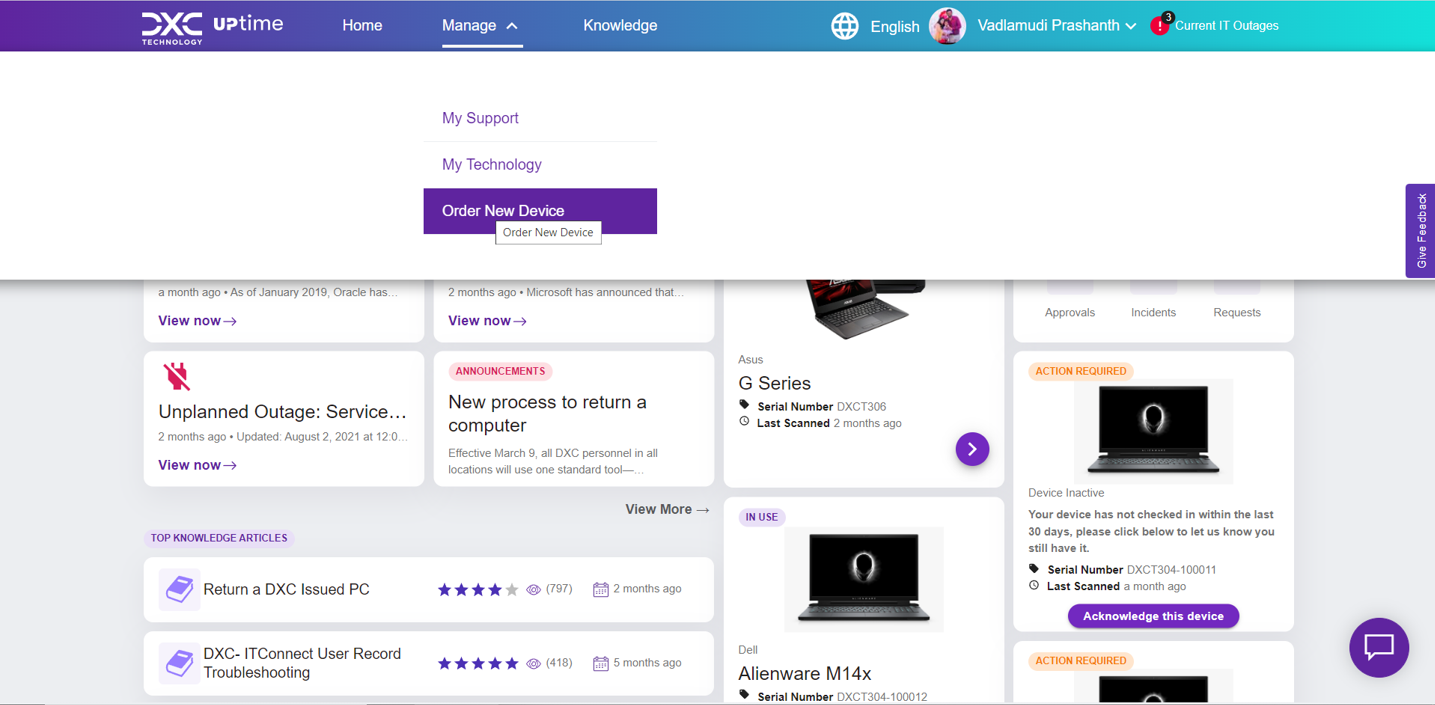 DXC TECHNOLOGY UPtime
Home
Manage
Knowledge
English
Vadlamudi Prashanth
3
!
Current IT Outages
My Support
My Technology
Order New Device
Order New Device
Give Feedback
a month ago • As of January 2019, Oracle has...
View now→
2 months ago • Microsoft has announced that...
View now→
Unplanned Outage: Service...
2 months ago • Updated: August 2, 2021 at 12:0...
View now→
ANNOUNCEMENTS
New process to return a
computer
Effective March 9, all DXC personnel in all
locations will use one standard tool—...
View More →
TOP KNOWLEDGE ARTICLES
Return a DXC Issued PC
(797)
2 months ago
DXC- ITConnect User Record
Troubleshooting
(418)
5 months ago
Asus
G Series
Serial Number DXCT306
Last Scanned 2 months ago
IN USE
Dell
Alienware M14x
Serial Number DXCT304-100012
Approvals
Incidents
Requests
ACTION REQUIRED
Device Inactive
Your device has not checked in within the last
30 days, please click below to let us know you
still have it.
Serial Number DXCT304-100011
Last Scanned a month ago
Acknowledge this device
ACTION REQUIRED